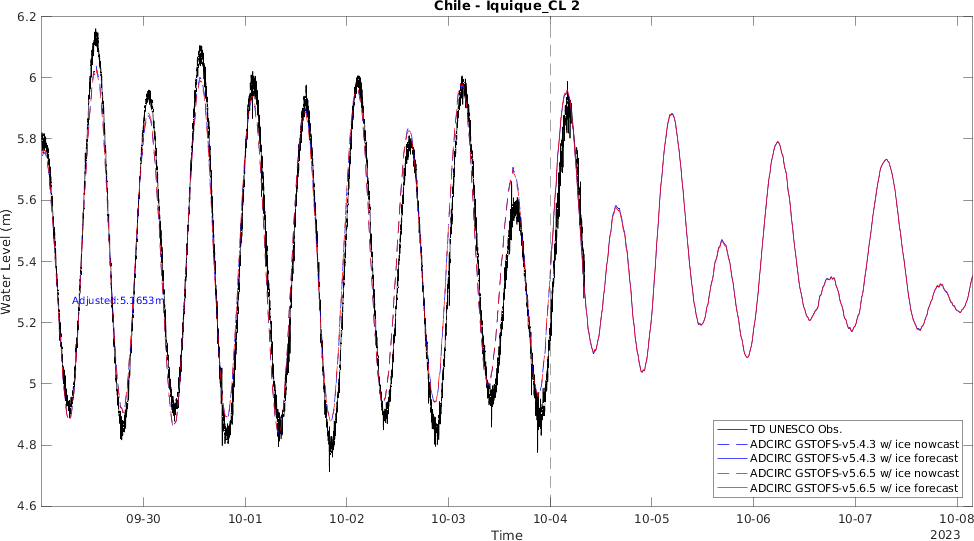 Chile - Iquique_CL 2
Water Level (m)
6.2
6
5.8
5.6
5.4
5.2
5
4.8
4.6
Adjusted:5.1653m
TD UNESCO Obs.
ADCIRC GSTOFS-v5.4.3 w/ ice nowcast
ADCIRC GSTOFS-v5.4.3 w/ ice forecast
ADCIRC GSTOFS-v5.6.5 w/ ice nowcast
ADCIRC GSTOFS-v5.6.5 w/ ice forecast
09-30 10-01 10-02 10-03 10-04 10-05 10-06 10-07 10-08
Time 2023